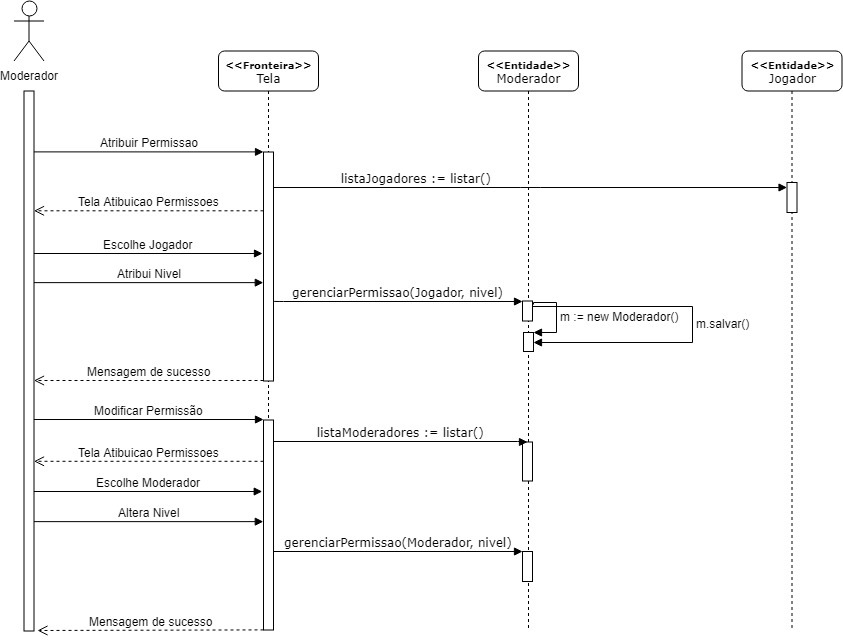 Moderador
<<Fronteira>>
Tela
<<Entidade>>
Moderador
<<Entidade>>
Jogador
Atribuir Permissao
listaJogadores := listar()
Tela Atibuicao Permissoes
Escolhe Jogador
Atribui Nivel
gerenciarPermissao(Jogador, nivel)
m := new Moderador()
m.salvar()
Mensagem de sucesso
Modificar Permissão
listaModeradores := listar()
Tela Atibuicao Permissoes
Escolhe Moderador
Altera Nivel
gerenciarPermissao(Moderador, nivel)
Mensagem de sucesso